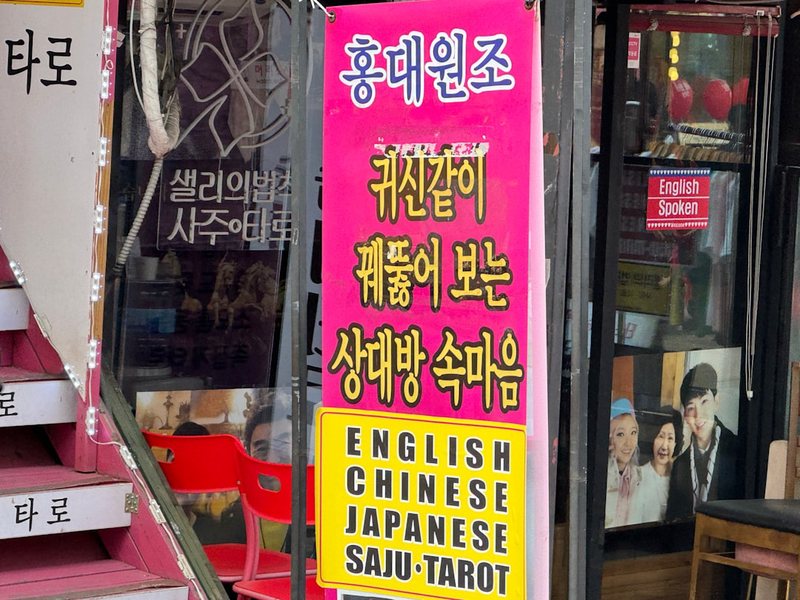 타로
샐리의법칙
사주•타로
로
타로
홍대원조
귀신같이
꿰뚫어 보는
상대방 속마음
ENGLISH
CHINESE
JAPANESE
SAJU•TAROT
English
Spoken